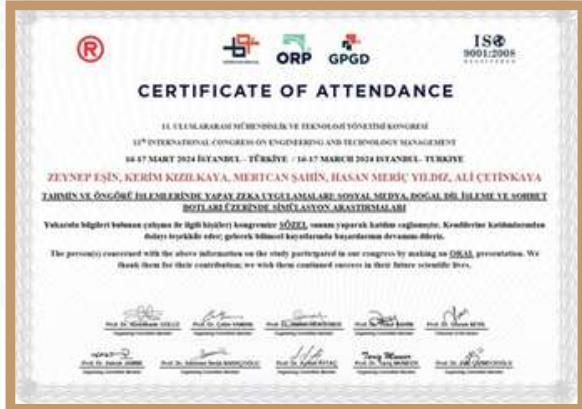 ®
ORP
GPGD
ISO
9001:2008
CERTIFICATE OF ATTENDANCE
11. ULUSLARARASI MÜHENDİSLİK VE TEKNOLOJİ YÖNETİMİ KONGRESİ
11TH INTERNATIONAL CONGRESS ON ENGINEERING AND TECHNOLOGY MANAGEMENT
16-17 MART 2024 İSTANBUL - TÜRKİYE / 16-17 MARCH 2024 ISTANBUL- TURKIYE
ZEYNEP EŞİN, KERİM KIZILKAYA, MERTCAN ŞAHİN, HASAN MERİÇ YILDIZ, ALİ ÇETİNKAYA
TAHMİN VE ÖNGÖRÜ İŞLEMLERİNDE YAPAY ZEKA UYGULAMALARI: SOSYAL MEDYA, DOĞAL DİL İŞLEME VE SOHBET
BOTLARI ÜZERİNDE SİMÜLASYON ARAŞTIRMALARI
Yukarıda bilgileri bulunan çalışma ile ilgili kişi(ler) kongremize SÖZEL sunum yaparak katılım sağlamıştır. Kendilerine katılımlarından
dolayı teşekkür eder; gelecek bilimsel hayatlarında başarılarının devamını dileriz.
The person(s) concerned with the above information on the study participated in our congress by making an ORAL presentation. We
thank them for their contribution; we wish them continued success in their future scientific lives.